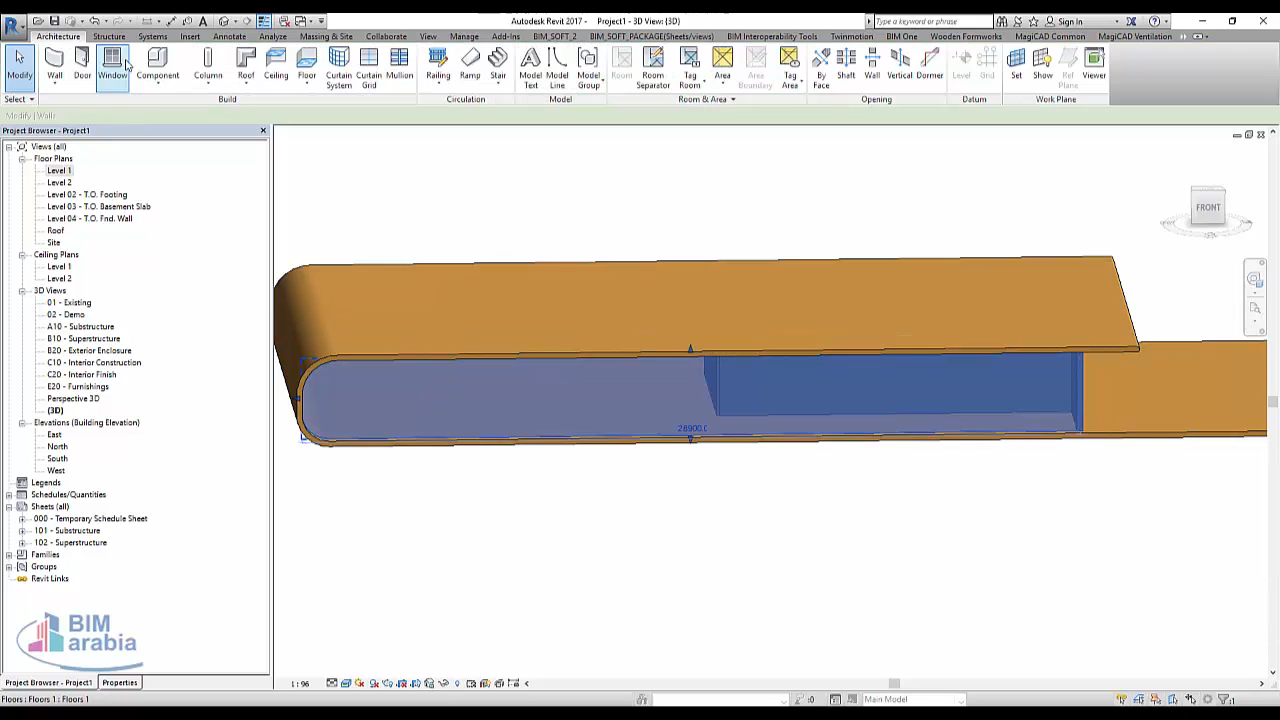 Autodesk Revit 2017 - Project1 - 3D View: {3D}
Type a keyword or phrase
Sign In
Architecture Structure Systems Insert Annotate Analyze Massing & Site Collaborate View Manage Add-Ins BIM_SOFT_2 BIM_SOFT_PACKAGE(Sheets/views) BIM Interoperability Tools Twinmotion BIM One Wooden Formworks MagiCAD Common MagiCAD Ventilation
Modify Wall Door Window Component Column Roof Ceiling Floor Curtain System Curtain Grid Mullion Railing Ramp Stair Model Text Model Line Model Group Room Room Separator Tag Room Area Area Boundary Tag Area By Face Shaft Wall Vertical Dormer Level Grid Set Show Ref Plane Viewer
Select Build Circulation Model Room & Area Opening Datum Work Plane
Modify | Walls
Project Browser - Project1
Views (all)
Floor Plans
Level 1
Level 2
Level 02 - T.O. Footing
Level 03 - T.O. Basement Slab
Level 04 - T.O. Fnd. Wall
Roof
Site
Ceiling Plans
Level 1
Level 2
3D Views
01 - Existing
02 - Demo
A10 - Substructure
B10 - Superstructure
B20 - Exterior Enclosure
C10 - Interior Construction
C20 - Interior Finish
E20 - Furnishings
Perspective 3D
{3D}
Elevations (Building Elevation)
East
North
South
West
Legends
Schedules/Quantities
Sheets (all)
000 - Temporary Schedule Sheet
101 - Substructure
102 - Superstructure
Families
Groups
Revit Links
FRONT
28900.0
BIM
arabia
Project Browser - Project1 Properties
1 : 96
Floors : Floors 1 : Floors 1
:0
Main Model
:1